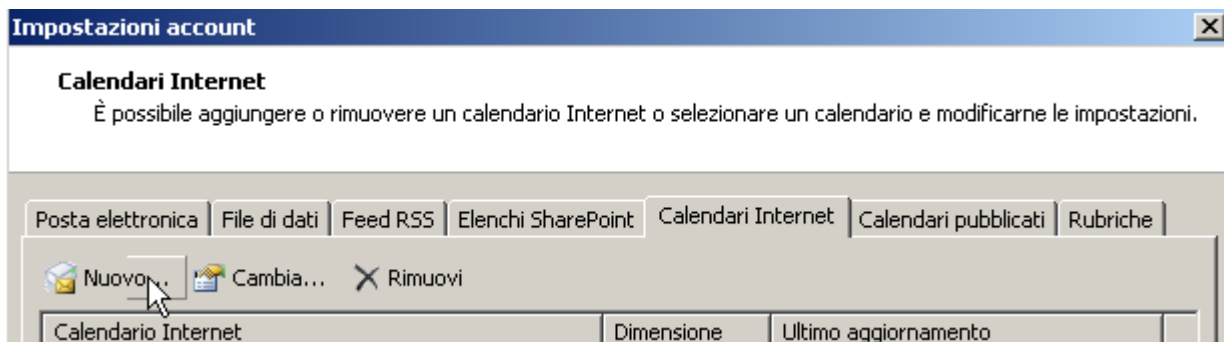 Impostazioni account
Calendari Internet
È possibile aggiungere o rimuovere un calendario Internet o selezionare un calendario e modificarne le impostazioni.
Posta elettronica File di dati Feed RSS Elenchi SharePoint Calendari Internet Calendari pubblicati Rubriche
Nuovo... Cambia... Rimuovi
Calendario Internet Dimensione Ultimo aggiornamento